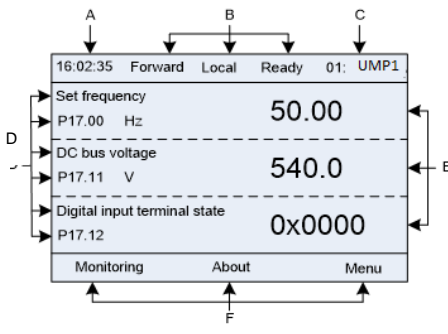 A B C
16:02:35 Forward Local Ready 01: UMP1
Set frequency
P17.00 Hz 50.00
D
DC bus voltage
P17.11 V 540.0
E
Digital input terminal state
P17.12 0x0000
Monitoring About Menu
F